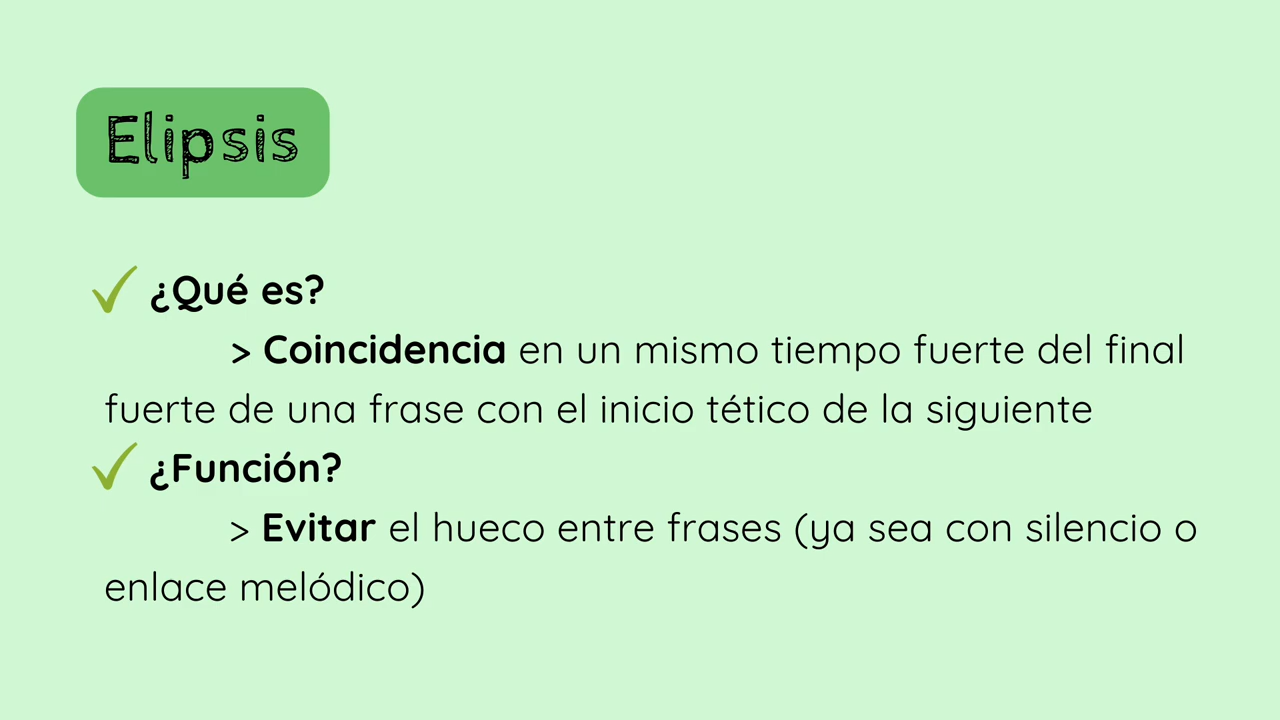 Elipsis
¿Qué es?
> Coincidencia en un mismo tiempo fuerte del final
fuerte de una frase con el inicio tético de la siguiente
¿Función?
> Evitar el hueco entre frases (ya sea con silencio o
enlace melódico)